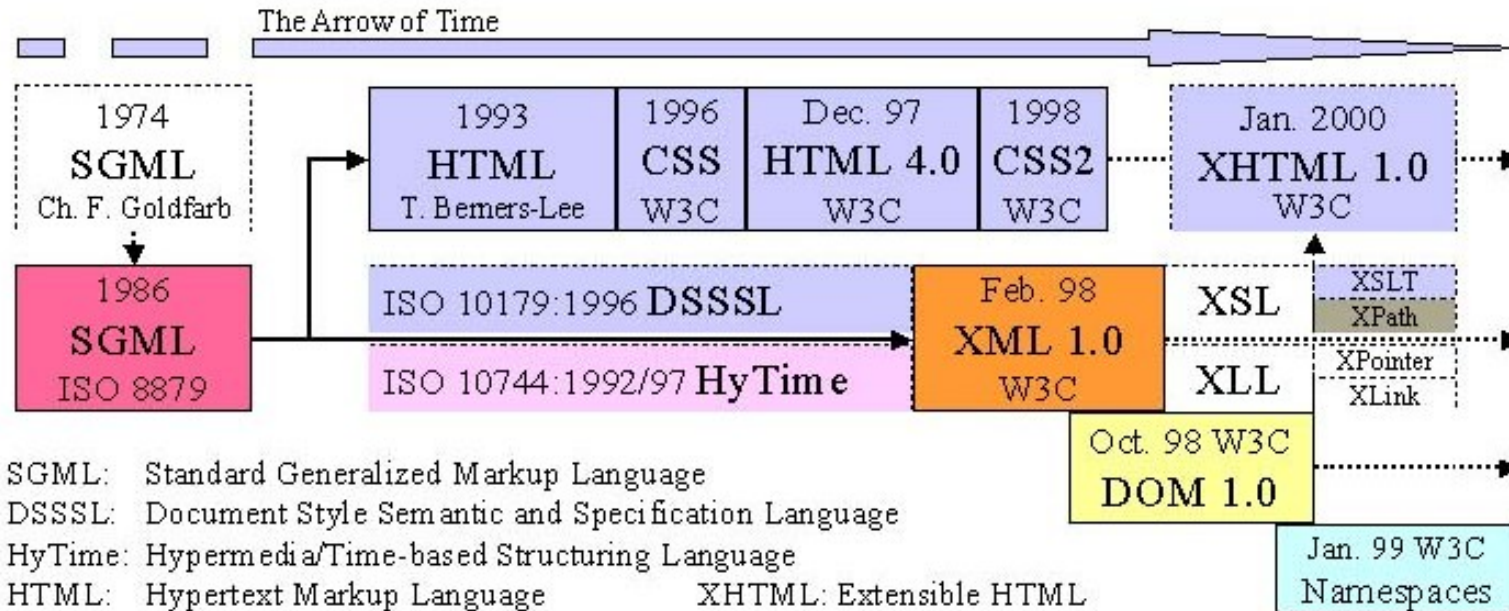 The Arrow of Time
1974
SGML
Ch. F. Goldfarb
1993
HTML
T. Berners-Lee
1996
CSS
W3C
Dec. 97
HTML 4.0
W3C
1998
CSS2
W3C
Jan. 2000
XHTML 1.0
W3C
1986
SGML
ISO 8879
ISO 10179:1996 DSSSL
ISO 10744:1992/97 HyTime
Feb. 98
XML 1.0
W3C
XSL
XLL
XSLT
XPath
XPointer
XLink
Oct. 98 W3C
DOM 1.0
Jan. 99 W3C
Namespaces
SGML: Standard Generalized Markup Language
DSSSL: Document Style Semantic and Specification Language
HyTime: Hypermedia/Time-based Structuring Language
HTML: Hypertext Markup Language XHTML: Extensible HTML